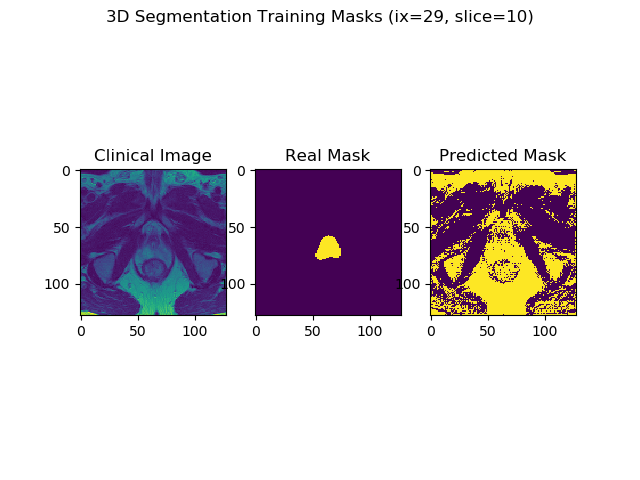 3D Segmentation Training Masks (ix=29, slice=10)
Clinical Image Real Mask Predicted Mask
0 0 0
50 50 50
100 100 100
0 50 100 0 50 100 0 50 100